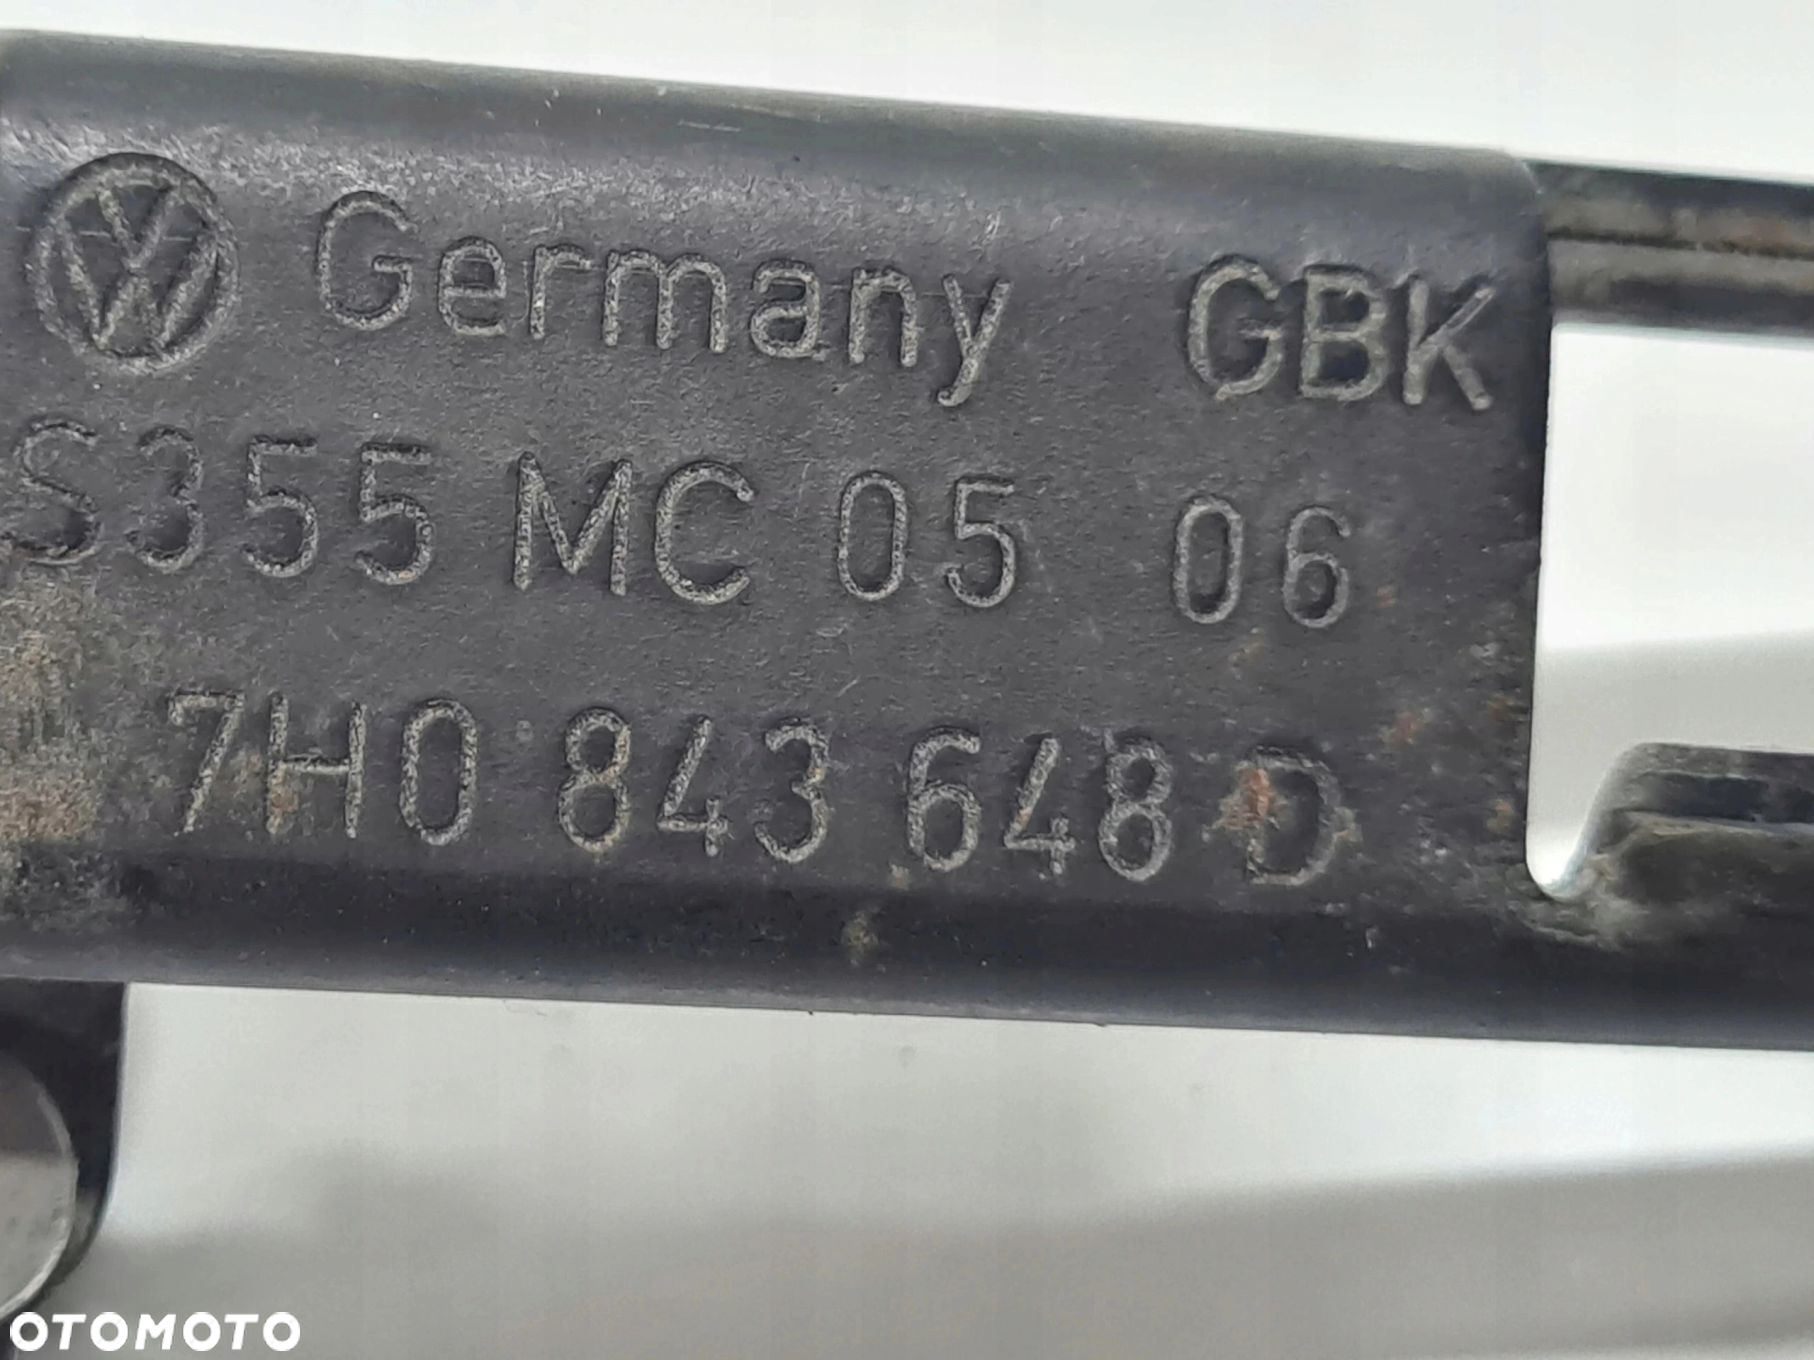 Germany GBK
S355 MC 05 06
7H0 843 648 D
OTOMOTO